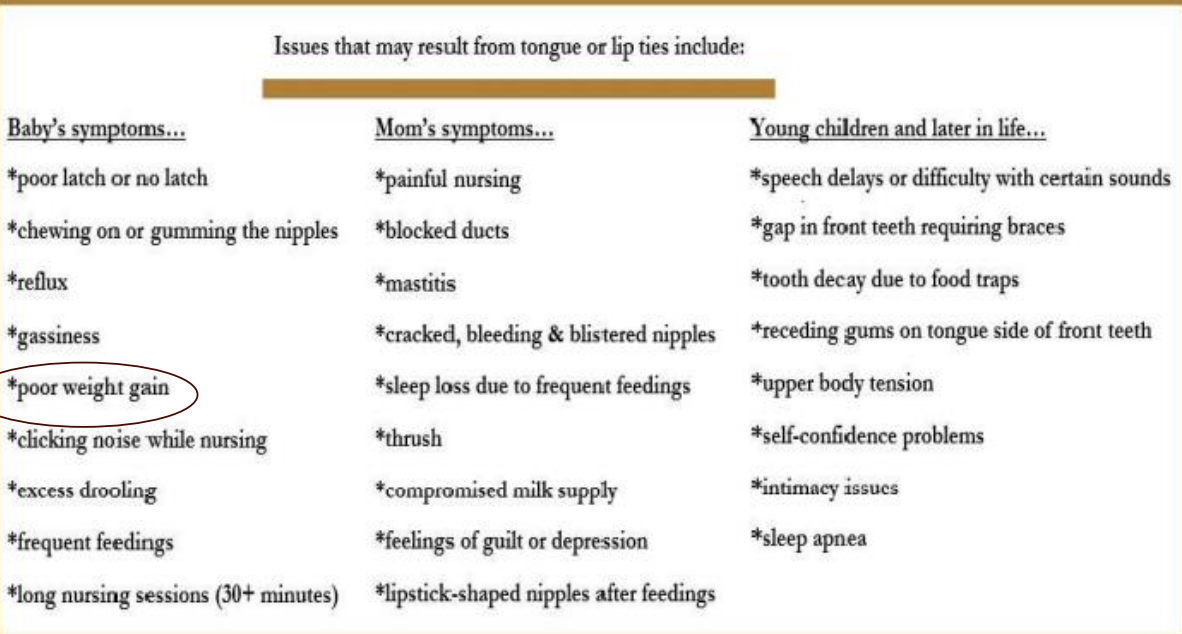 Issues that may result from tongue or lip ties include:
Baby's symptoms...
*poor latch or no latch
*chewing on or gumming the nipples
*reflux
*gassiness
*poor weight gain
*clicking noise while nursing
*excess drooling
*frequent feedings
*long nursing sessions (30+ minutes)
Mom's symptoms...
*painful nursing
*blocked ducts
*mastitis
*cracked, bleeding & blistered nipples
*sleep loss due to frequent feedings
*thrush
*compromised milk supply
*feelings of guilt or depression
*lipstick-shaped nipples after feedings
Young children and later in life...
*speech delays or difficulty with certain sounds
*gap in front teeth requiring braces
*tooth decay due to food traps
*receding gums on tongue side of front teeth
*upper body tension
*self-confidence problems
*intimacy issues
*sleep apnea